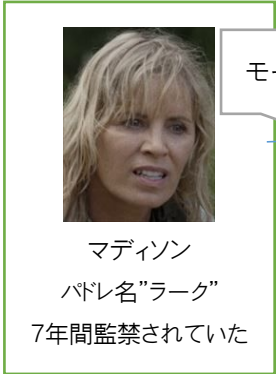 モー
マディソン
パドレ名”ラーク”
7年間監禁されていた